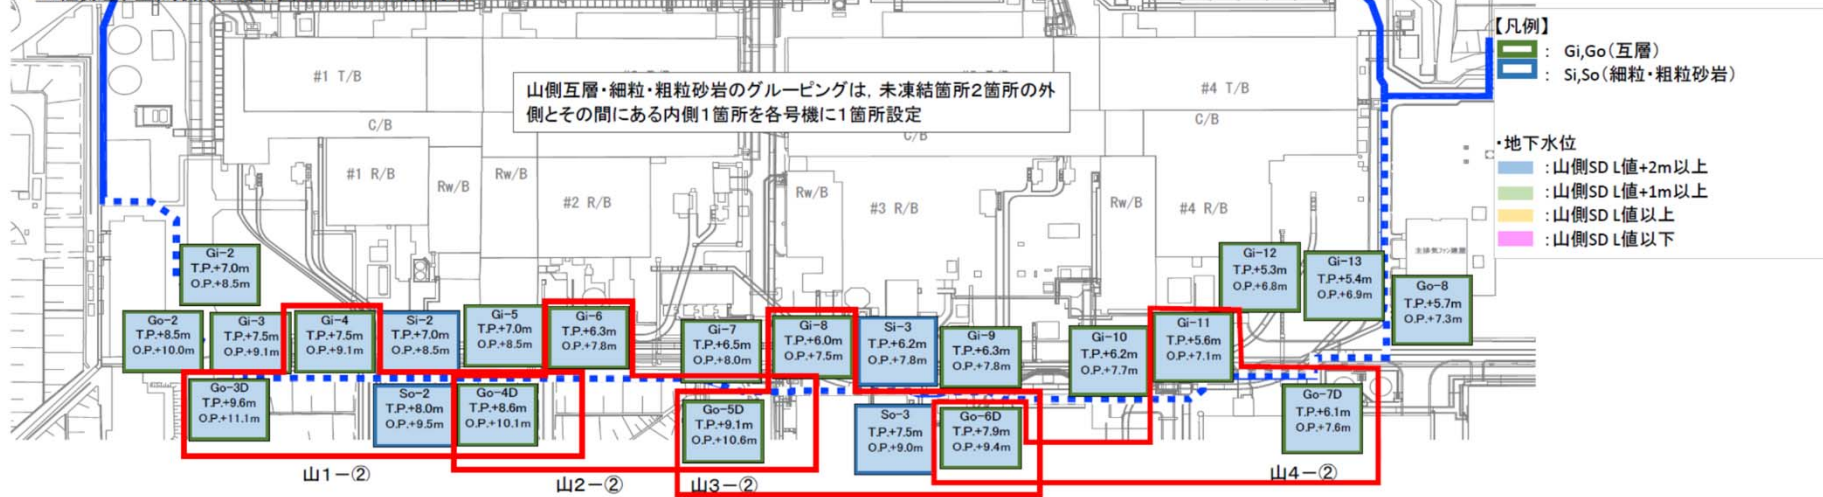 【凡例】
: Gi,Go(互層)
: Si,So(細粒・粗粒砂岩)
・地下水位
:山側SD L値+2m以上
:山側SD L値+1m以上
:山側SD L値以上
:山側SD L値以下
#1 T/B
#4 T/B
山側互層・細粒・粗粒砂岩のグルーピングは，未凍結箇所2箇所の外
側とその間にある内側1箇所を各号機に1箇所設定
C/B
C/B
C/B
#1 R/B
Rw/B
Rw/B
#2 R/B
Rw/B
#3 R/B
Rw/B
#4 R/B
Gi-2
T.P.+7.0m
O.P.+8.5m
Gi-12
T.P.+5.3m
O.P.+6.8m
Gi-13
T.P.+5.4m
O.P.+6.9m
Go-8
T.P.+5.7m
O.P.+7.3m
Go-2
T.P.+8.5m
O.P.+10.0m
Gi-3
T.P.+7.5m
O.P.+9.1m
Gi-4
T.P.+7.5m
O.P.+9.1m
Si-2
T.P.+7.0m
O.P.+8.5m
Gi-5
T.P.+7.0m
O.P.+8.5m
Gi-6
T.P.+6.3m
O.P.+7.8m
Gi-7
T.P.+6.5m
O.P.+8.0m
Gi-8
T.P.+6.0m
O.P.+7.5m
Si-3
T.P.+6.2m
O.P.+7.8m
Gi-9
T.P.+6.3m
O.P.+7.8m
Gi-10
T.P.+6.2m
O.P.+7.7m
Gi-11
T.P.+5.6m
O.P.+7.1m
Go-3D
T.P.+9.6m
O.P.+11.1m
So-2
T.P.+8.0m
O.P.+9.5m
Go-4D
T.P.+8.6m
O.P.+10.1m
Go-5D
T.P.+9.1m
O.P.+10.6m
So-3
T.P.+7.5m
O.P.+9.0m
Go-6D
T.P.+7.9m
O.P.+9.4m
Go-7D
T.P.+6.1m
O.P.+7.6m
山1-②
山2-②
山3-②
山4-②